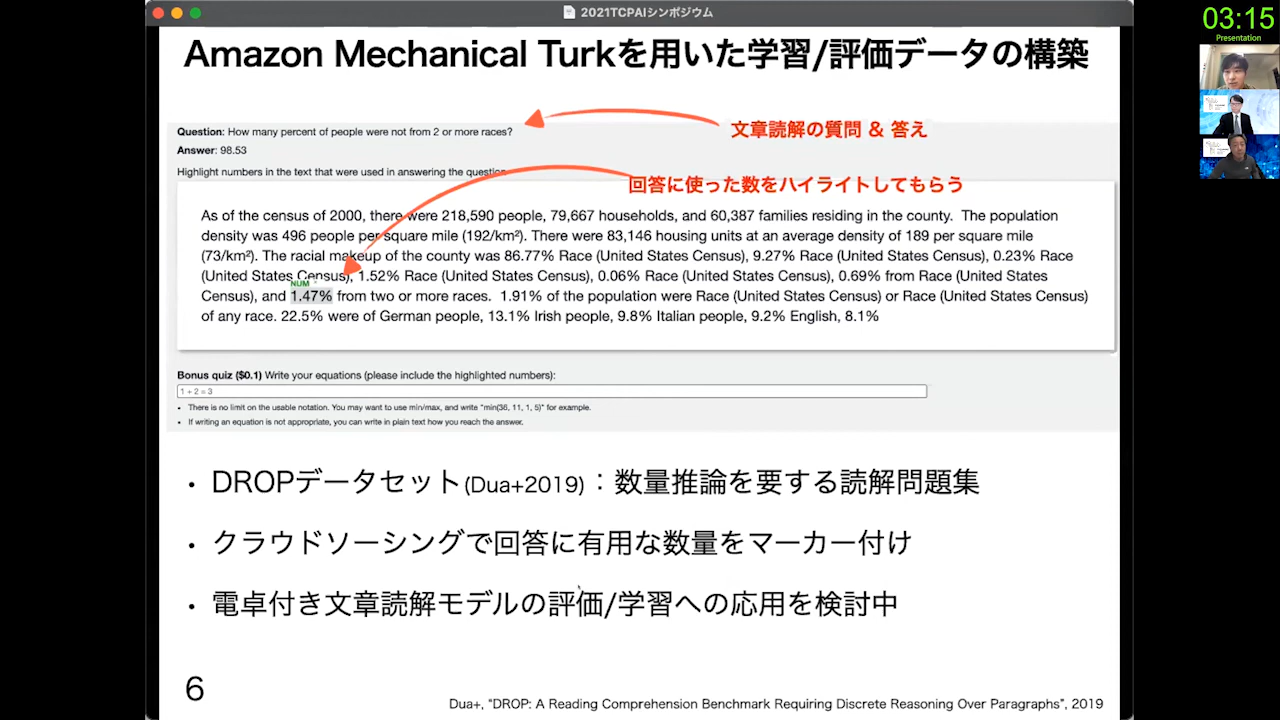 2021TCPAIシンポジウム
03:15
Presentation
Amazon Mechanical Turkを用いた学習/評価データの構築
Question: How many percent of people were not from 2 or more races?
文章読解の質問 & 答え
Answer: 98.53
Highlight numbers in the text that were used in answering the question
回答に使った数をハイライトしてもらう
As of the census of 2000, there were 218,590 people, 79,667 households, and 60,387 families residing in the county. The population
density was 496 people per square mile (192/km²). There were 83,146 housing units at an average density of 189 per square mile
(73/km²). The racial makeup of the county was 86.77% Race (United States Census), 9.27% Race (United States Census), 0.23% Race
(United States Census), 1.52% Race (United States Census), 0.06% Race (United States Census), 0.69% from Race (United States
NUM
Census), and 1.47% from two or more races. 1.91% of the population were Race (United States Census) or Race (United States Census)
of any race. 22.5% were of German people, 13.1% Irish people, 9.8% Italian people, 9.2% English, 8.1%
Bonus quiz ($0.1) Write your equations (please include the highlighted numbers):
1 + 2 = 3
• There is no limit on the usable notation. You may want to use min/max, and write "min(36, 11, 1, 5)" for example.
• If writing an equation is not appropriate, you can write in plain text how you reach the answer.
• DROPデータセット(Dua+2019)：数量推論を要する読解問題集
• クラウドソーシングで回答に有用な数量をマーカー付け
• 電卓付き文章読解モデルの評価/学習への応用を検討中
6
Dua+, "DROP: A Reading Comprehension Benchmark Requiring Discrete Reasoning Over Paragraphs", 2019